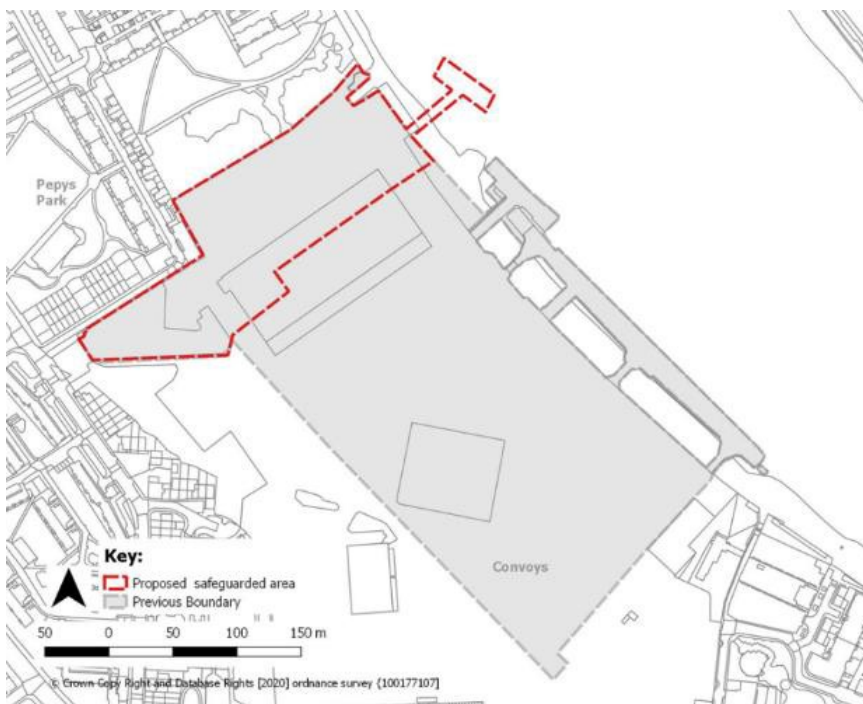 Pepys
Park
Convoys
Key:
Proposed safeguarded area
Previous Boundary
50 0 50 100 150 m
© Crown Copy Right and Database Rights [2020] ordnance survey {100177107]